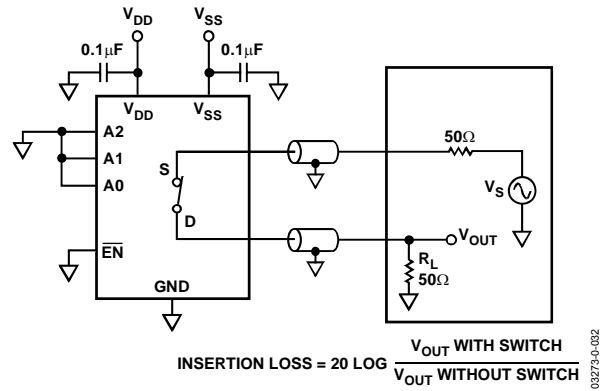 VDD
VSS
0.1μF
0.1μF
VDD
VSS
A2
A1
A0
S
D
EN
GND
50Ω
VS
VOUT
RL
50Ω
INSERTION LOSS = 20 LOG VOUT WITH SWITCH
VOUT WITHOUT SWITCH
03273-0-032